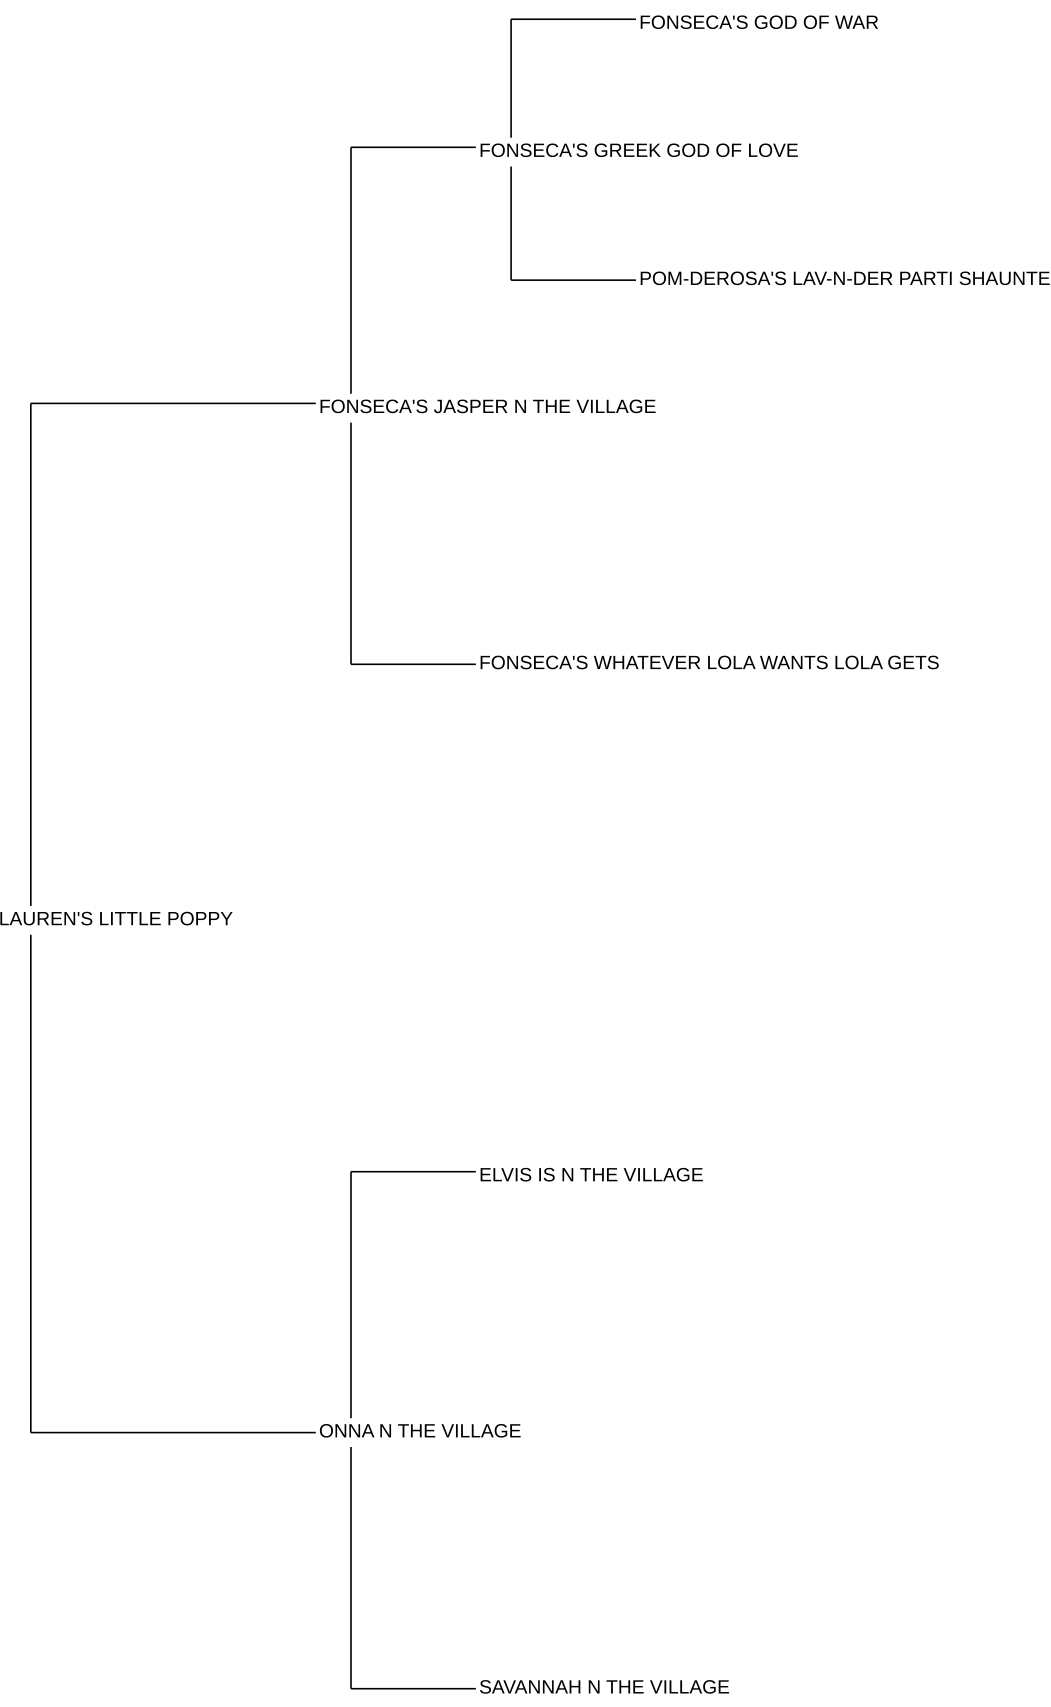 FONSECA'S GOD OF WAR
FONSECA'S GREEK GOD OF LOVE
POM-DEROSA'S LAV-N-DER PARTI SHAUNTE
FONSECA'S JASPER N THE VILLAGE
FONSECA'S WHATEVER LOLA WANTS LOLA GETS
LAUREN'S LITTLE POPPY
ELVIS IS N THE VILLAGE
ONNA N THE VILLAGE
SAVANNAH N THE VILLAGE